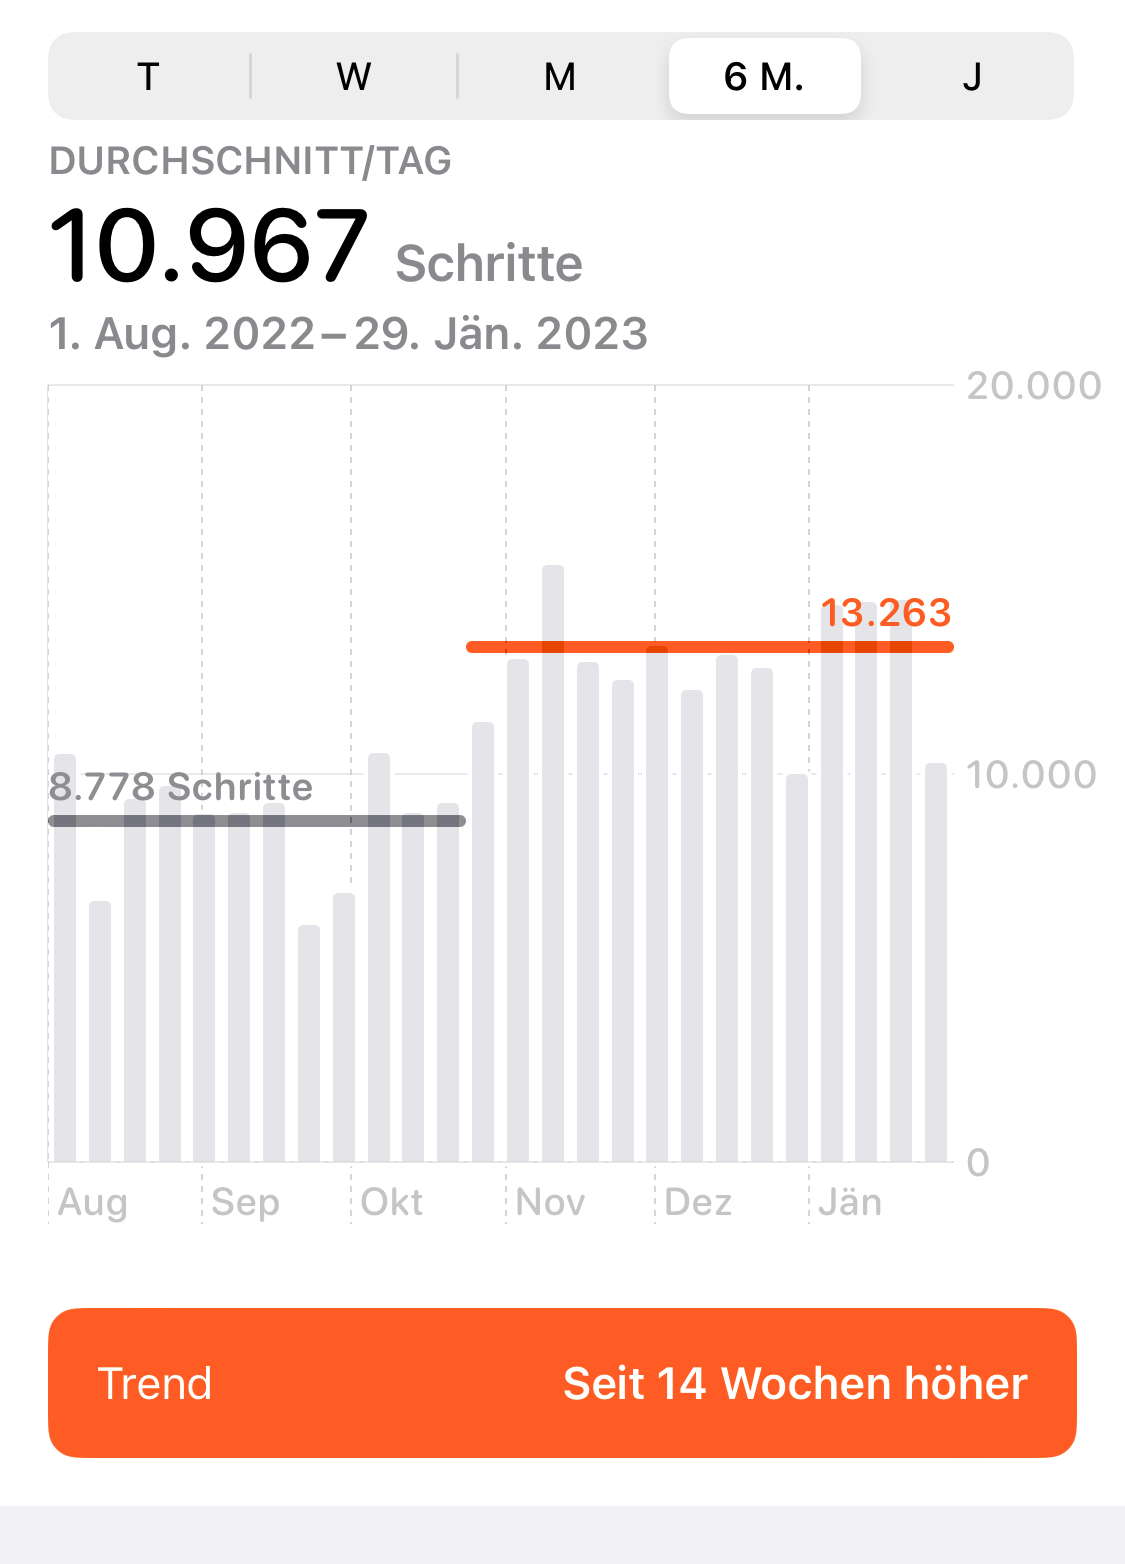 T W M 6 M. J
DURCHSCHNITT/TAG
10.967 Schritte
1. Aug. 2022 – 29. Jän. 2023
20.000
13.263
10.000
8.778 Schritte
0
Aug Sep Okt Nov Dez Jän
Trend Seit 14 Wochen höher